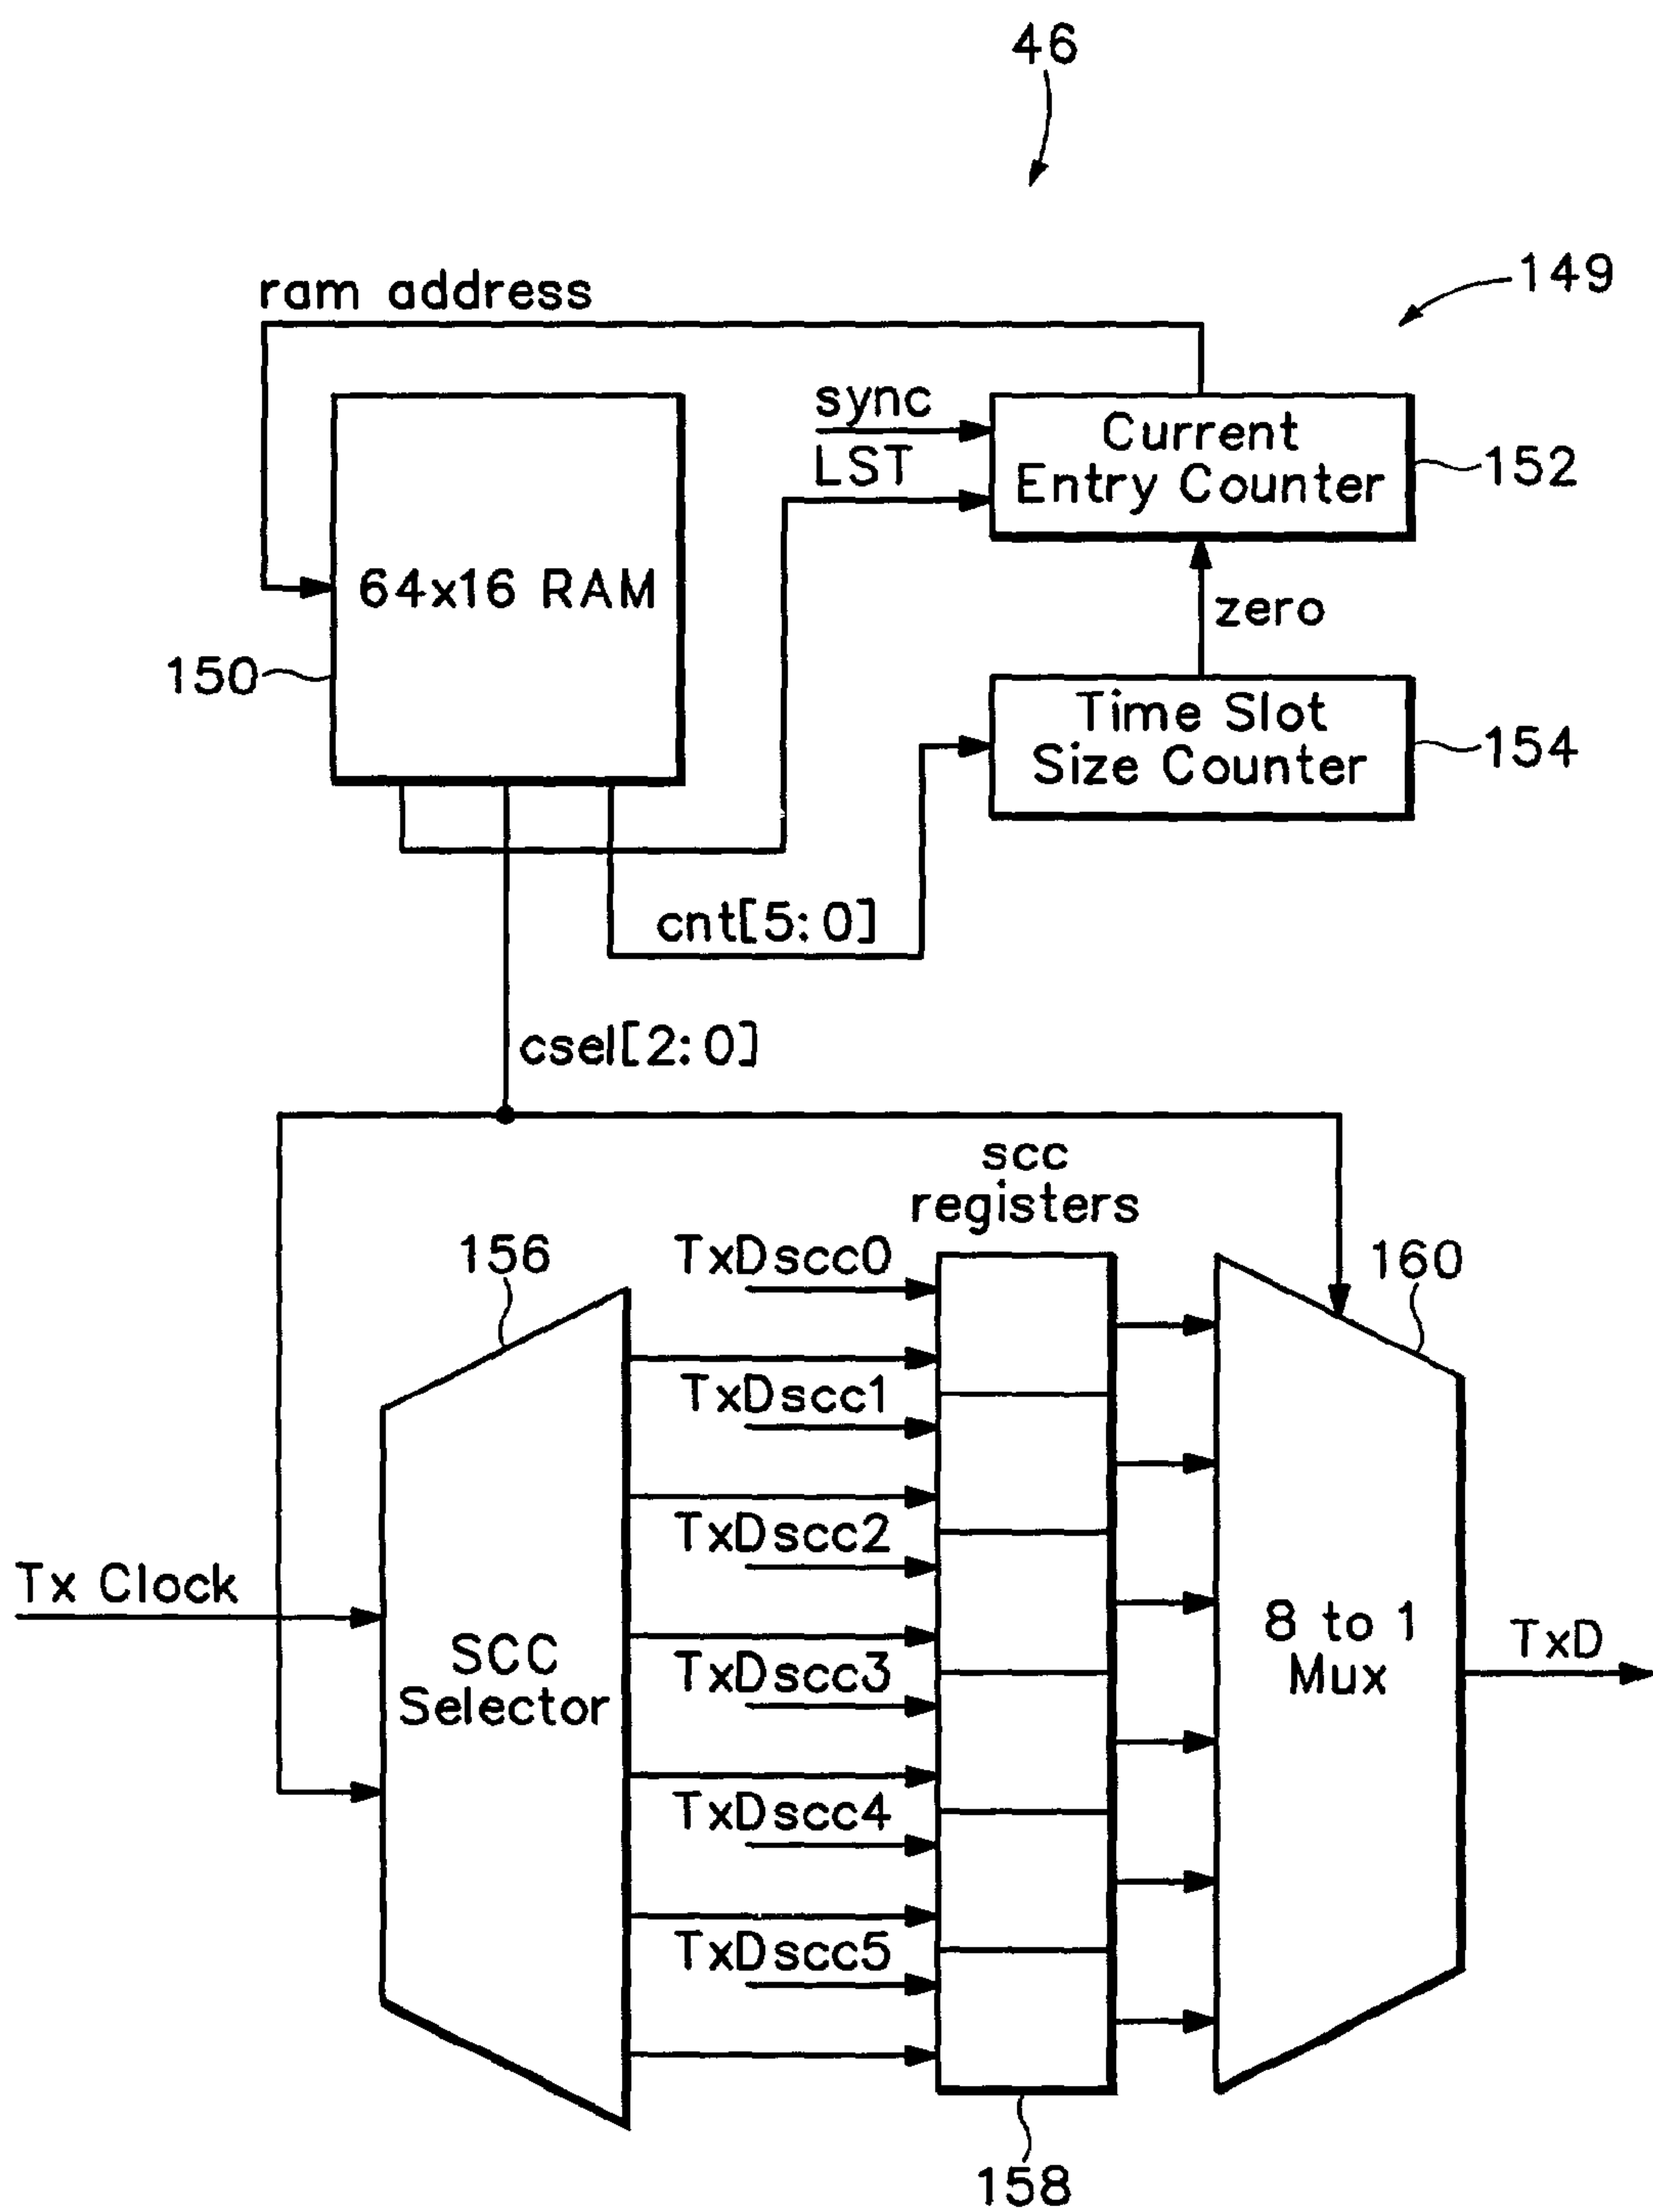 46
149
ram address
sync
LST
Current
Entry Counter
152
64x16 RAM
zero
150
Time Slot
Size Counter
154
cnt[5:0]
csel[2:0]
scc
registers
156
TxDscc0
160
TxDscc1
TxDscc2
Tx Clock
8 to 1
Mux
TxD
SCC
Selector
TxDscc3
TxDscc4
TxDscc5
158